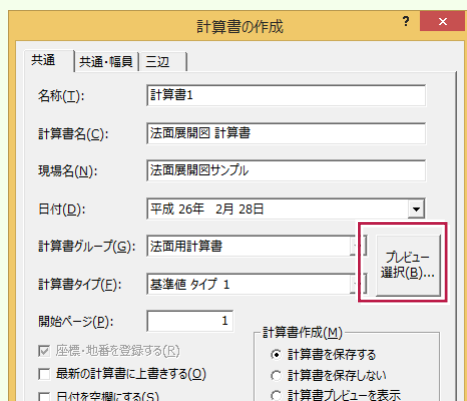 計算書の作成 ? ×
共通 共通・幅員 三辺
名称(T): 計算書1
計算書名(C): 法面展開図 計算書
現場名(N): 法面展開図サンプル
日付(D): 平成 26年 2月 28日
計算書グループ(G): 法面用計算書
プレビュー
選択(B)...
計算書タイプ(E): 基準値 タイプ 1
開始ページ(P): 1
計算書作成(M)
座標・地番を登録する(R)
計算書を保存する
最新の計算書に上書きする(O)
計算書を保存しない
日付を空欄にする(S)
計算書プレビューを表示